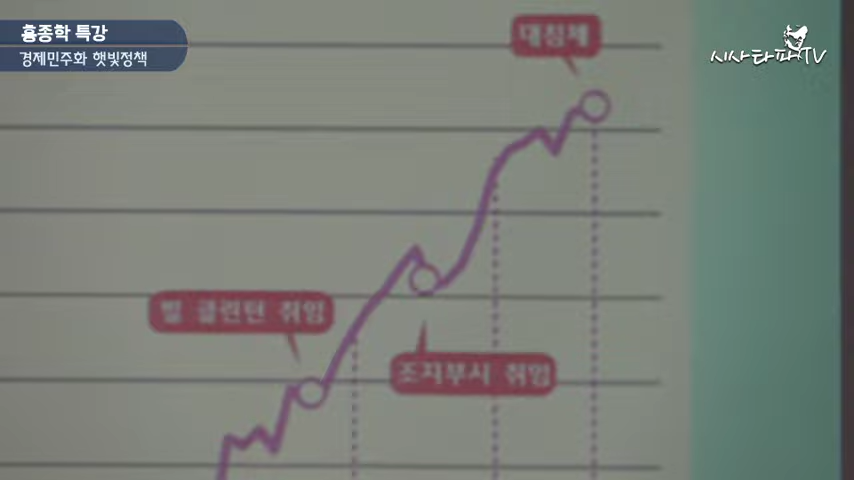 홍종학 특강
경제민주화 햇빛정책
시사타파TV
대침체
빌 클린턴 취임
조지부시 취임